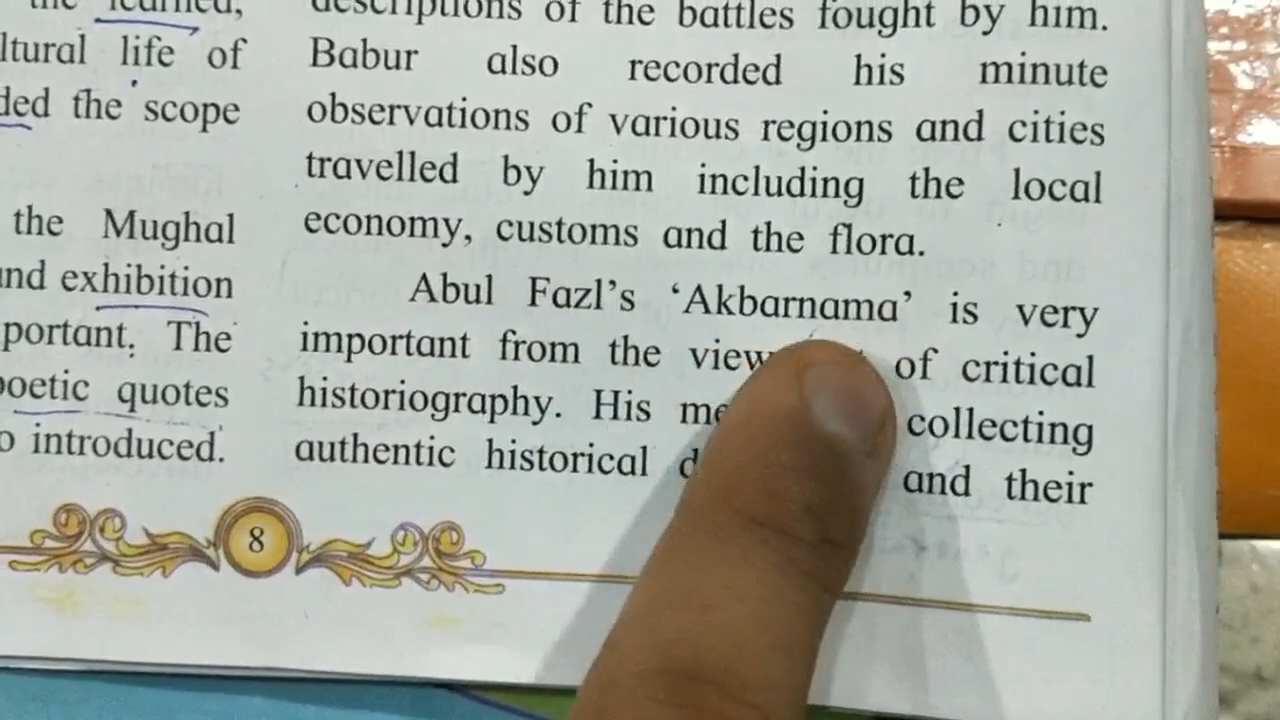 the learned,
ltural life of
ded the scope
the Mughal
and exhibition
portant. The
poetic quotes
o introduced.
descriptions of the battles fought by him.
Babur also recorded his minute
observations of various regions and cities
travelled by him including the local
economy, customs and the flora.
Abul Fazl's ‘Akbarnama’ is very
important from the view of critical
historiography. His collecting
authentic historical and their
8